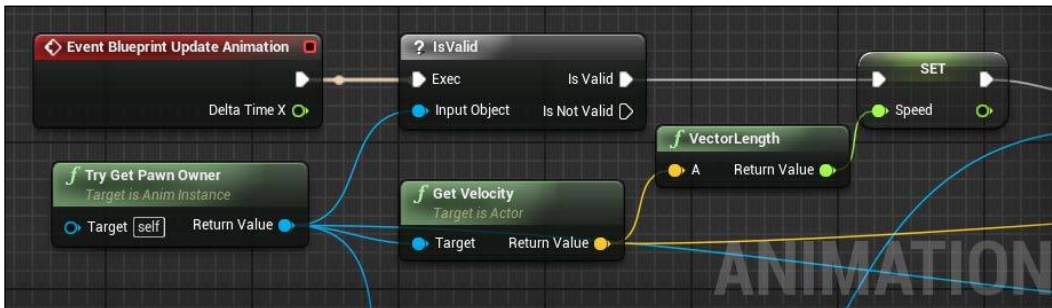 Event Blueprint Update Animation
Delta Time X
? IsValid
Exec
Is Valid
Input Object
Is Not Valid
SET
Speed
f VectorLength
A
Return Value
f Try Get Pawn Owner
Target is Anim Instance
Target self
Return Value
f Get Velocity
Target is Actor
Target
Return Value
ANIMATION